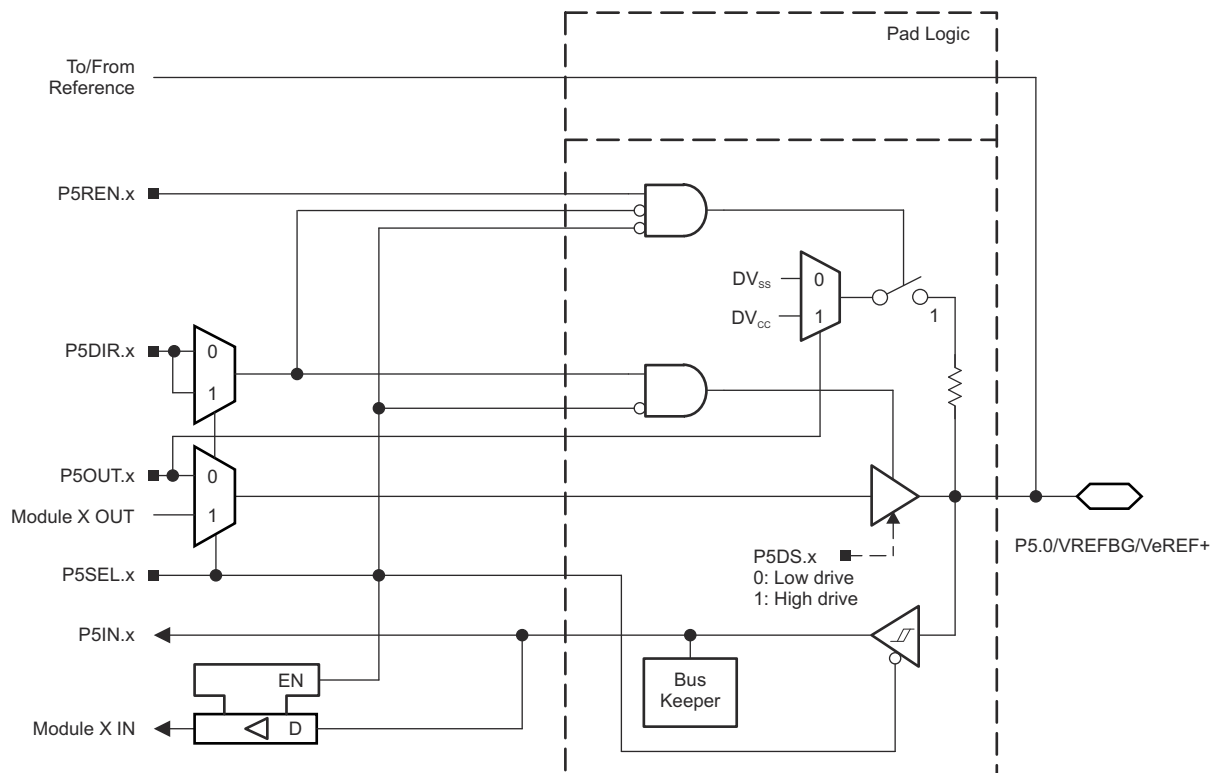 Pad Logic
To/From
Reference
P5REN.x
DVSS
0
DVCC
1
1
P5DIR.x
0
1
P5OUT.x
0
Module X OUT
1
P5DS.x
0: Low drive
1: High drive
P5.0/VREFBG/VeREF+
P5SEL.x
P5IN.x
Bus
Keeper
EN
Module X IN
D